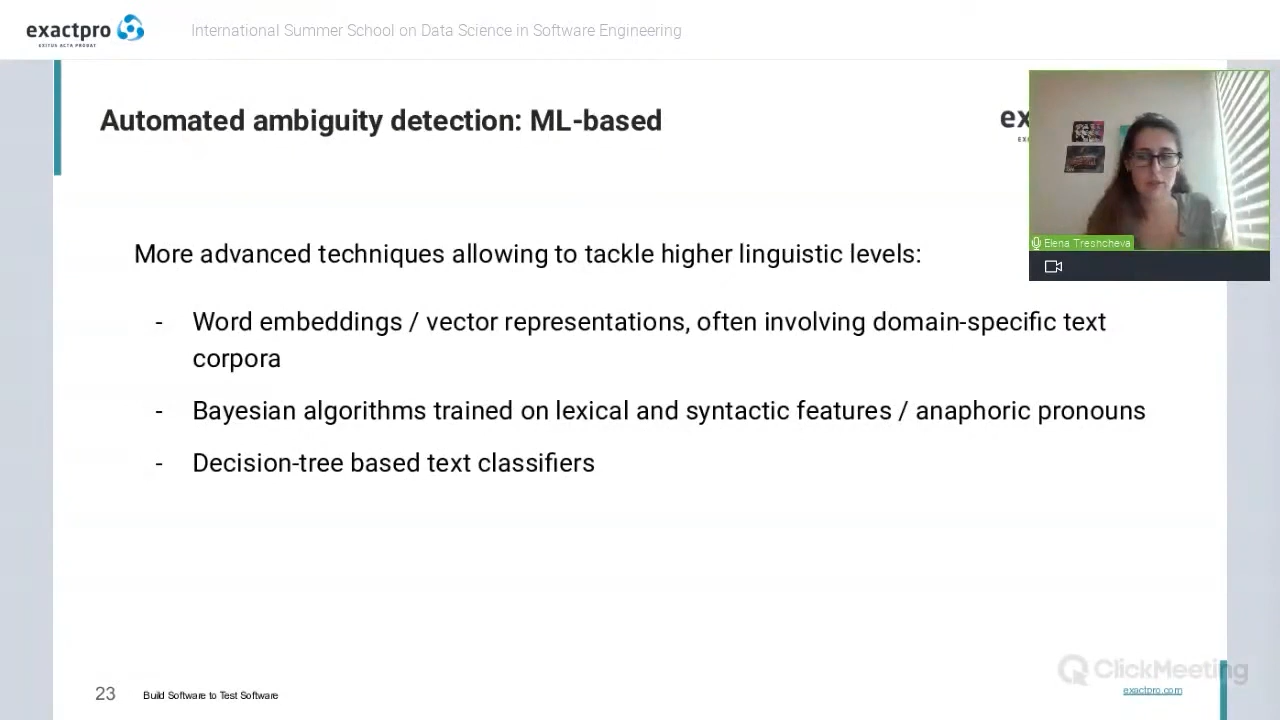 exactpro
EXITUS ACTA PROBAT
International Summer School on Data Science in Software Engineering
Automated ambiguity detection: ML-based
ex
EX
Elena Treshcheva
More advanced techniques allowing to tackle higher linguistic levels:
- Word embeddings / vector representations, often involving domain-specific text
corpora
- Bayesian algorithms trained on lexical and syntactic features / anaphoric pronouns
- Decision-tree based text classifiers
ClickMeeting
23 Build Software to Test Software
exactpro.com